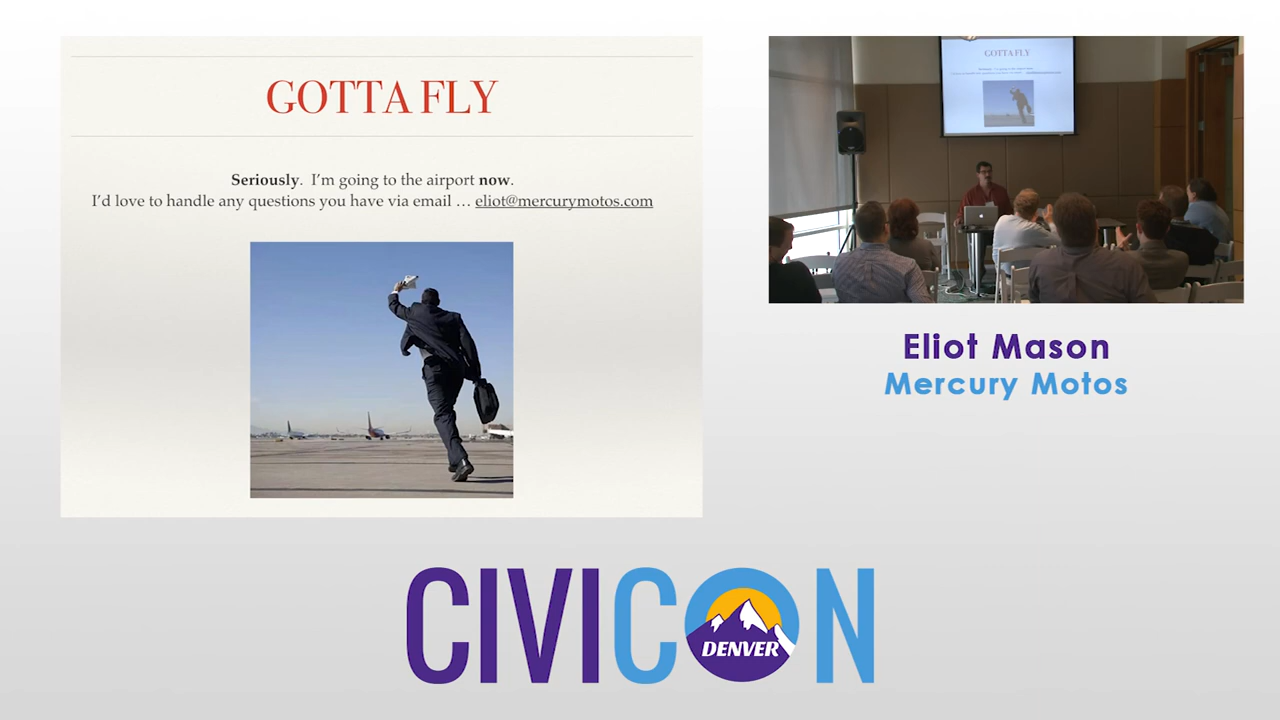 GOTTA FLY
Seriously. I'm going to the airport now.
I'd love to handle any questions you have via email … eliot@mercurymotos.com
GOTTA FLY
Eliot Mason
Mercury Motos
CIVICON
DENVER